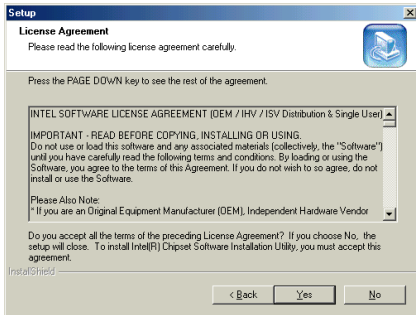 Setup
License Agreement
Please read the following license agreement carefully.
Press the PAGE DOWN key to see the rest of the agreement.
INTEL SOFTWARE LICENSE AGREEMENT (OEM / IHV / ISV Distribution & Single User)
IMPORTANT - READ BEFORE COPYING, INSTALLING OR USING.
Do not use or load this software and any associated materials (collectively, the "Software")
until you have carefully read the following terms and conditions. By loading or using the
Software, you agree to the terms of this Agreement. If you do not wish to so agree, do not
install or use the Software.
Please Also Note:
* If you are an Original Equipment Manufacturer (OEM), Independent Hardware Vendor
Do you accept all the terms of the preceding License Agreement? If you choose No, the
setup will close. To install Intel(R) Chipset Software Installation Utility, you must accept this
agreement.
InstallShield
< Back
Yes
No